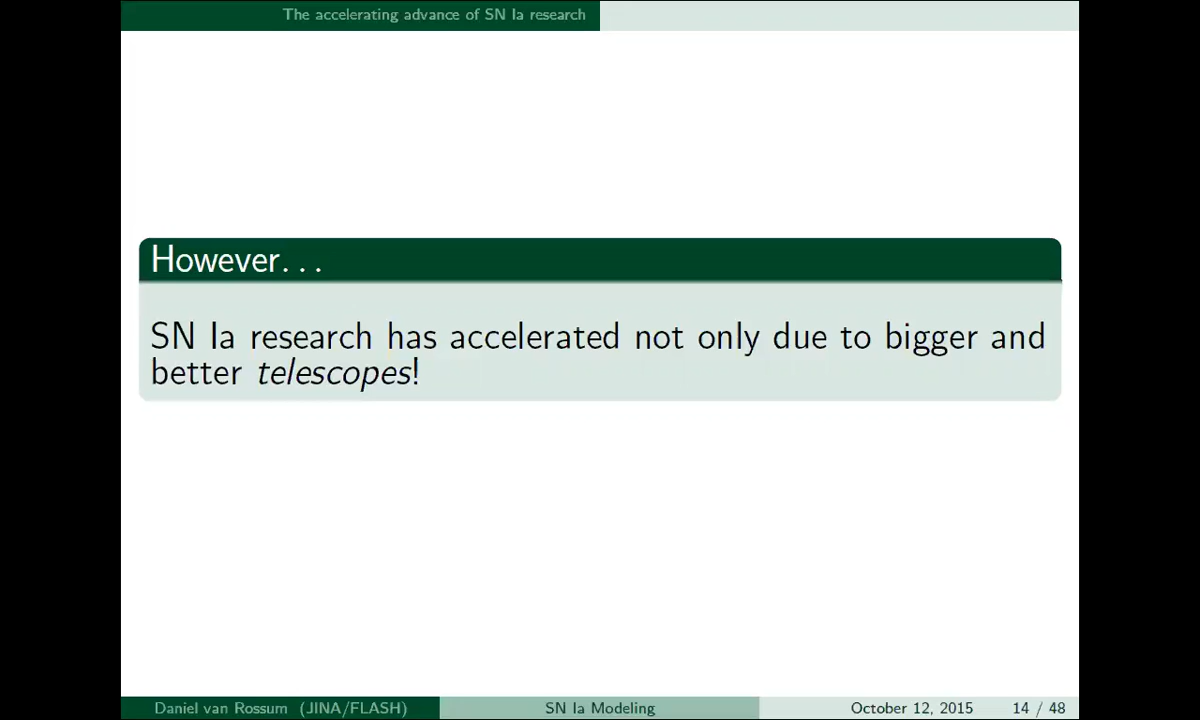 The accelerating advance of SN Ia research
However...
SN Ia research has accelerated not only due to bigger and
better telescopes!
Daniel van Rossum (JINA/FLASH)
SN Ia Modeling
October 12, 2015
14 / 48